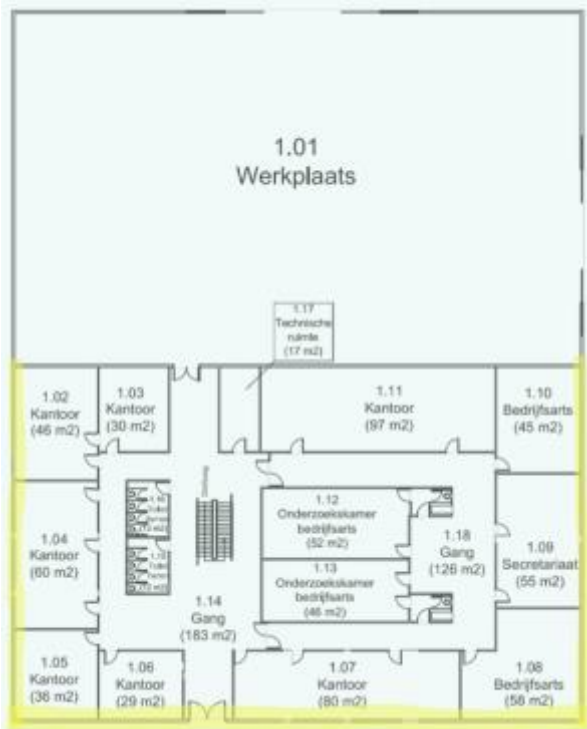 1.01
Werkplaats
1.17
Technische
ruimte
(17 m2)
1.02
Kantoor
(46 m2)
1.03
Kantoor
(30 m2)
1.11
Kantoor
(97 m2)
1.10
Bedrijfsarts
(45 m2)
1.04
Kantoor
(60 m2)
1.12
Onderzoekskamer
bedrijfsarts
(52 m2)
1.18
Gang
(126 m2)
1.09
Secretariaat
(55 m2)
1.13
Onderzoekskamer
bedrijfsarts
(46 m2)
1.14
Gang
(183 m2)
1.05
Kantoor
(36 m2)
1.06
Kantoor
(29 m2)
1.07
Kantoor
(80 m2)
1.08
Bedrijfsarts
(58 m2)